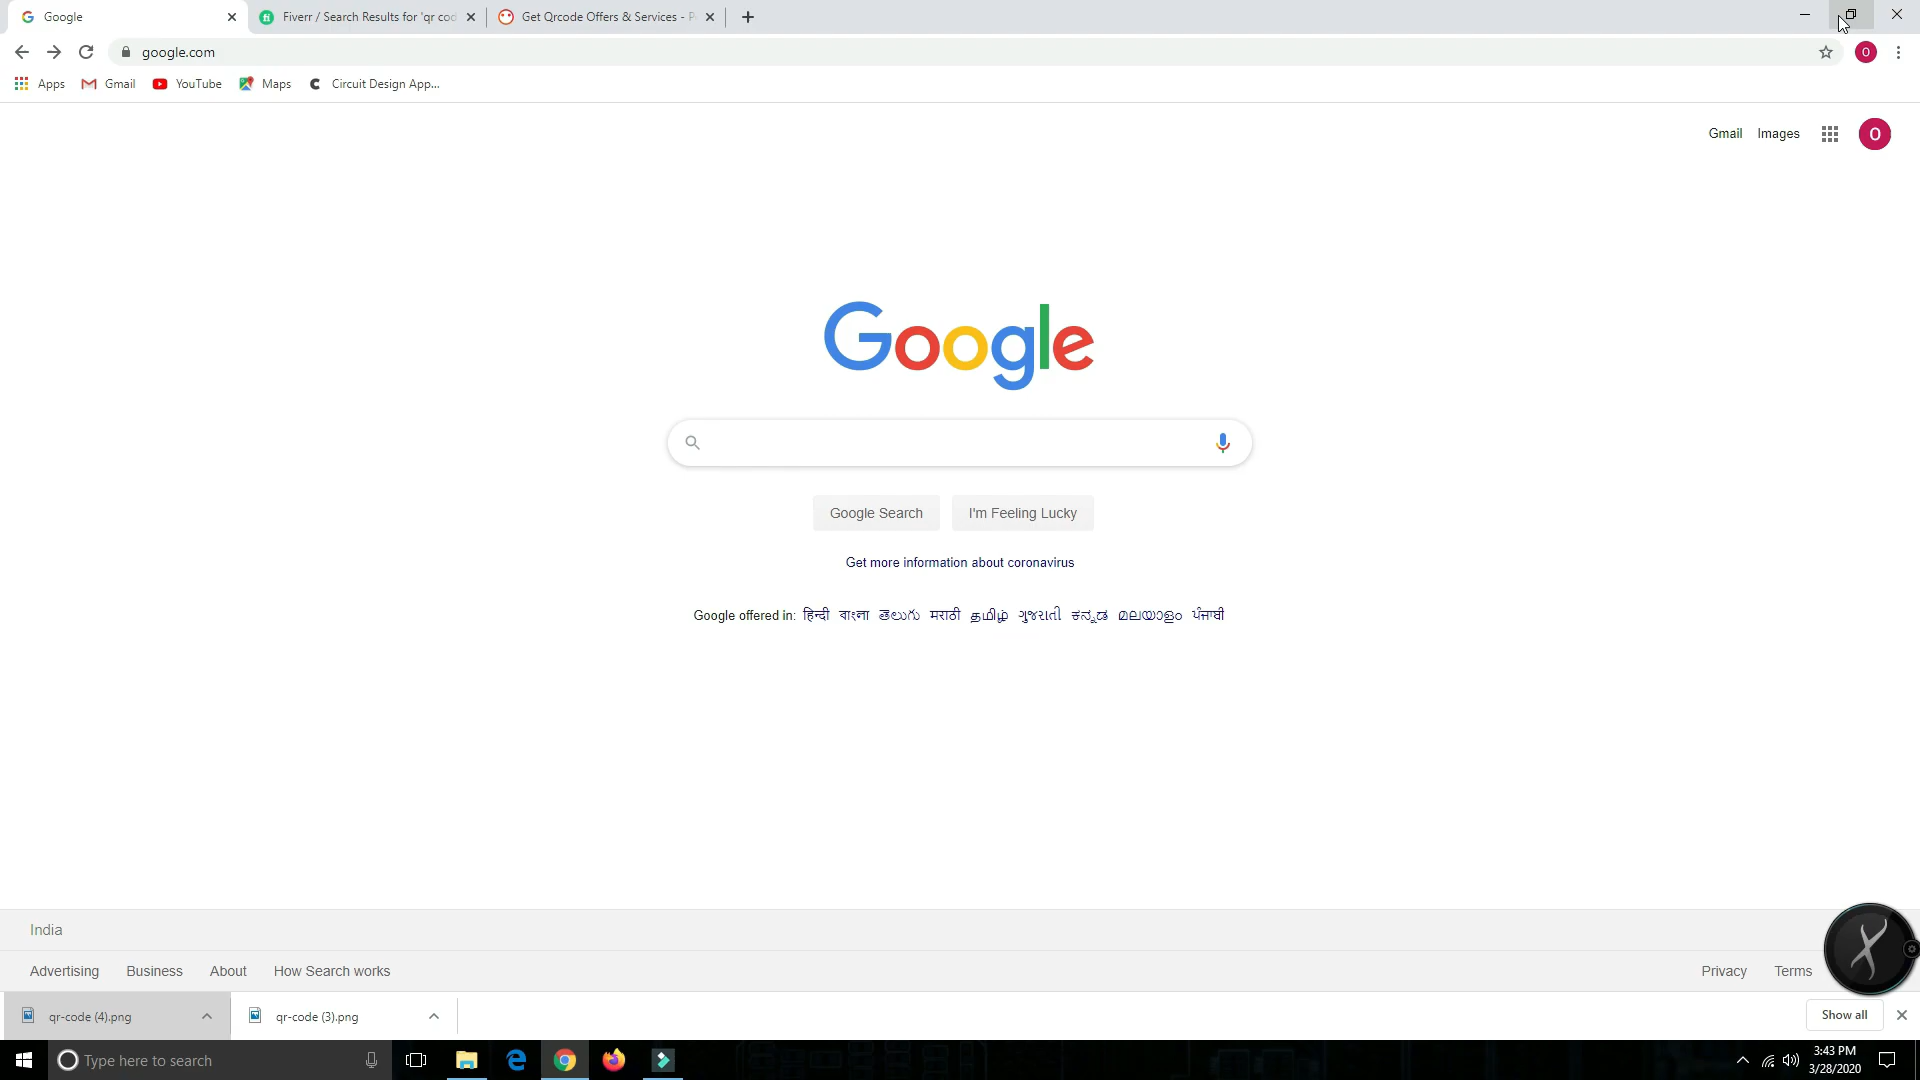 Google
Fiverr / Search Results for 'qr cod
Get Qrcode Offers & Services - P
google.com
O
Apps
Gmail
YouTube
Maps
Circuit Design App...
Gmail
Images
O
Google
Google Search
I'm Feeling Lucky
Get more information about coronavirus
Google offered in: हिन्दी বাংলা తెలుగు मराठी தமிழ் ગુજરાતી ಕನ್ನಡ മലയാളം ਪੰਜਾਬੀ
India
Advertising
Business
About
How Search works
Privacy
Terms
qr-code (4).png
qr-code (3).png
Show all
Type here to search
3:43 PM
3/28/2020